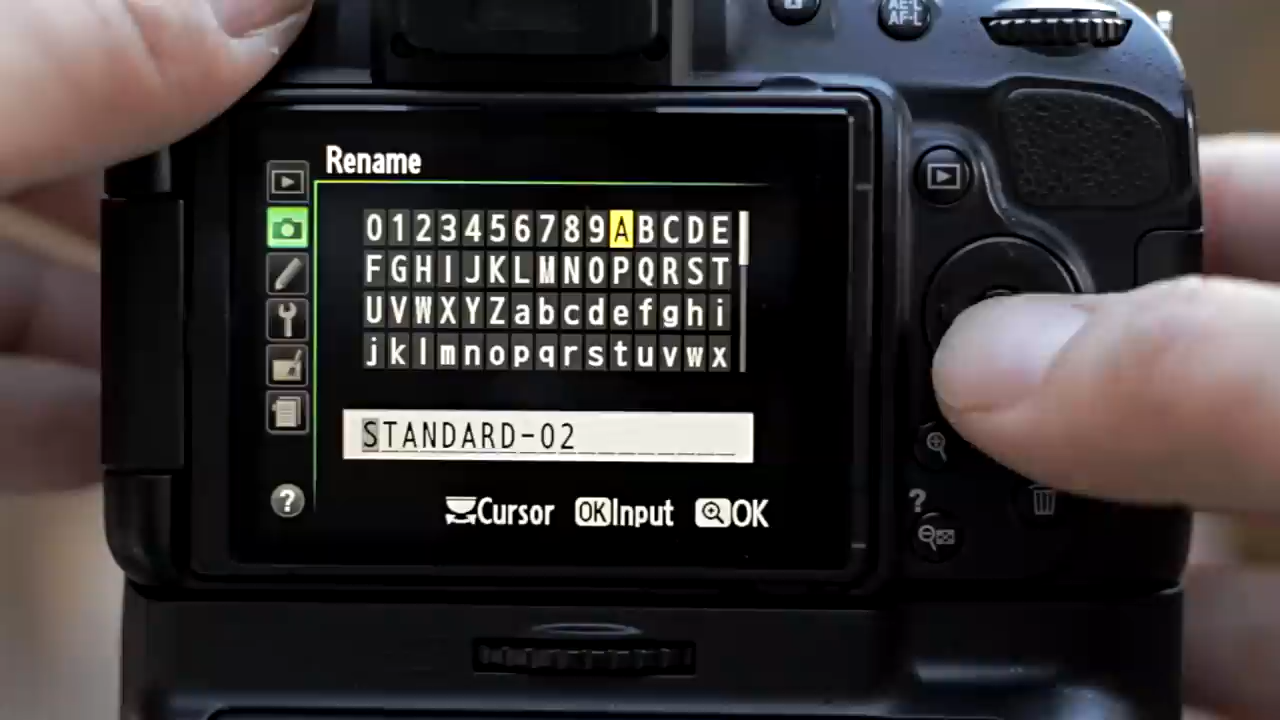 AE-L
AF-L
Rename
0123456789ABCDE
FGHIJKLMNOPQRST
UVWXYZabcdefghi
jklmnopqrstuvwx
STANDARD-02
?
Cursor OK Input OK
?